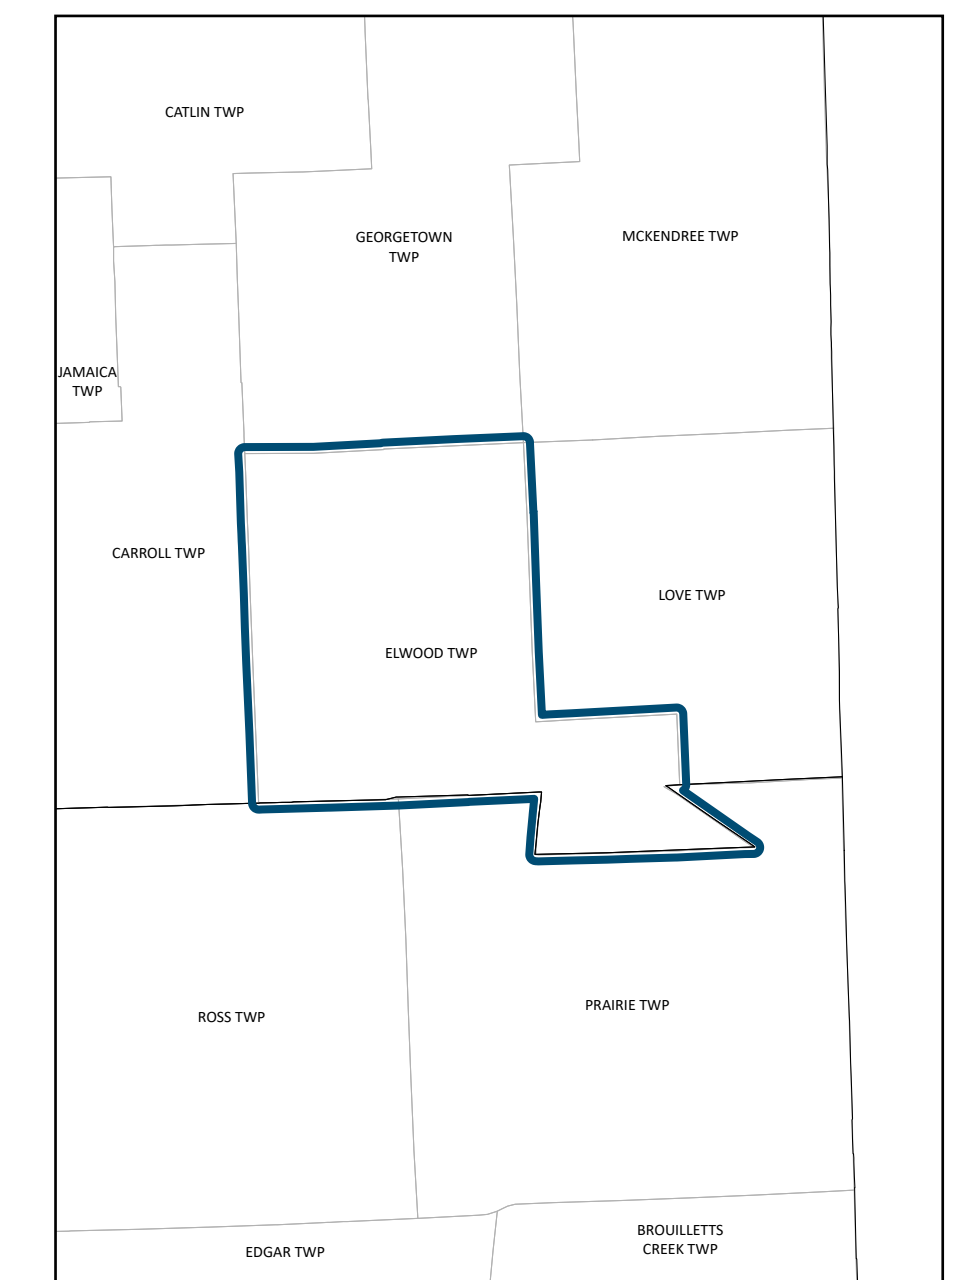 CATLIN TWP
GEORGETOWN
TWP
MCKENDREE TWP
JAMAICA
TWP
CARROLL TWP
LOVE TWP
ELWOOD TWP
ROSS TWP
PRAIRIE TWP
EDGAR TWP
BROUILLETTS
CREEK TWP